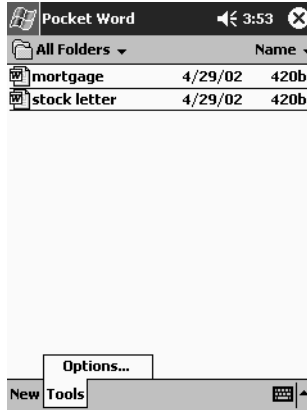 Pocket Word 3:53
All Folders Name
mortgage 4/29/02 420b
stock letter 4/29/02 420b
Options...
New Tools